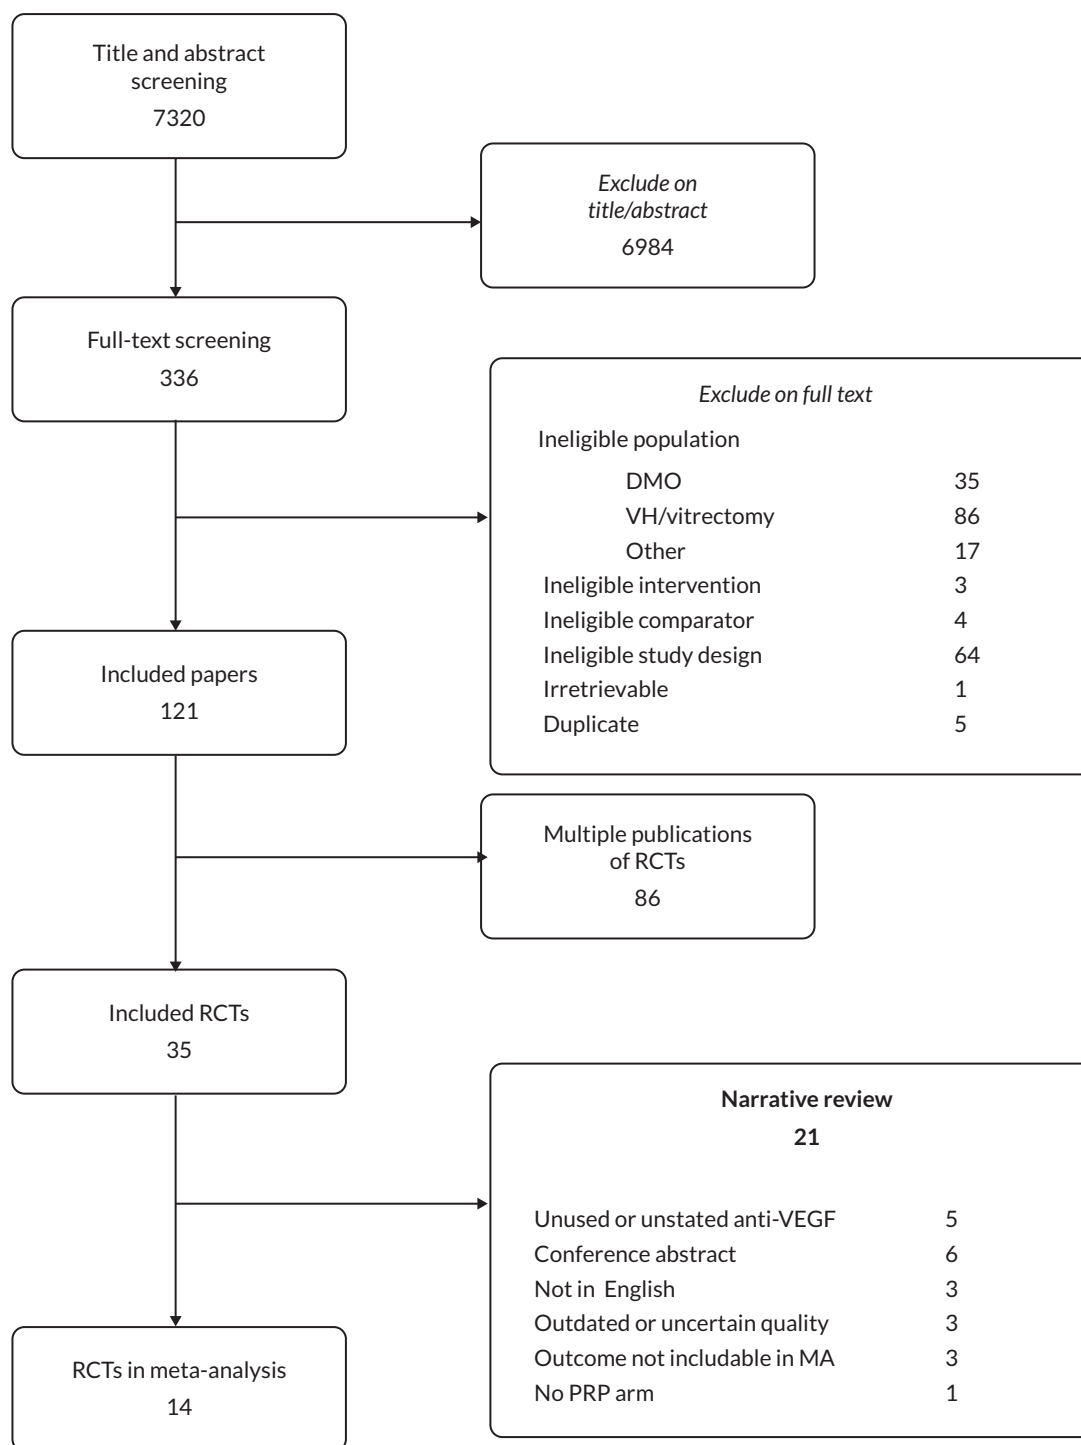 Title and abstract
screening
7320
Exclude on
title/abstract
6984
Full-text screening
336
Exclude on full text
Ineligible population
DMO 35
VH/vitrectomy 86
Other 17
Ineligible intervention 3
Ineligible comparator 4
Ineligible study design 64
Irretrievable 1
Duplicate 5
Included papers
121
Multiple publications
of RCTs
86
Included RCTs
35
Narrative review
21
Unused or unstated anti-VEGF 5
Conference abstract 6
Not in English 3
Outdated or uncertain quality 3
Outcome not includable in MA 3
No PRP arm 1
RCTs in meta-analysis
14